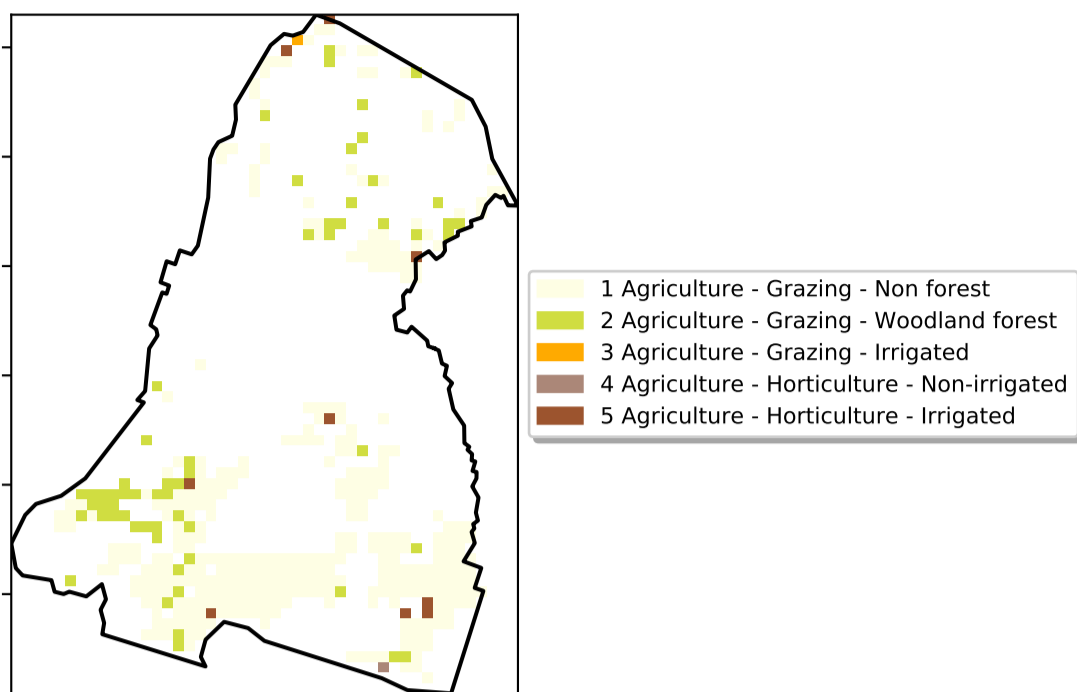 1 Agriculture - Grazing - Non forest
2 Agriculture - Grazing - Woodland forest
3 Agriculture - Grazing - Irrigated
4 Agriculture - Horticulture - Non-irrigated
5 Agriculture - Horticulture - Irrigated